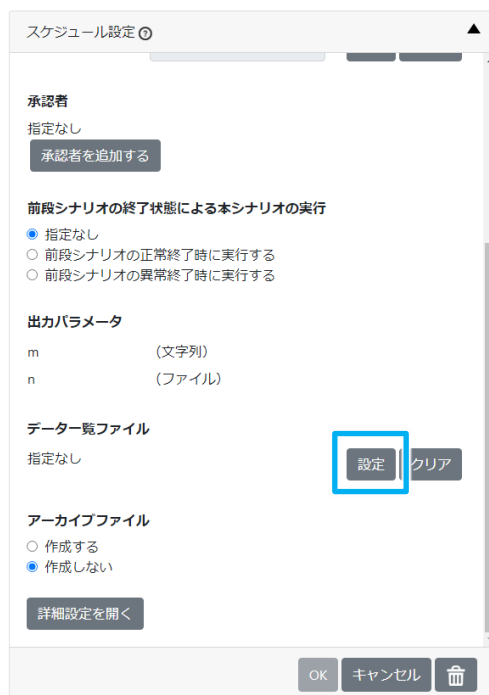 スケジュール設定 ?
承認者
指定なし
承認者を追加する
前段シナリオの終了状態による本シナリオの実行
指定なし
前段シナリオの正常終了時に実行する
前段シナリオの異常終了時に実行する
出力パラメータ
m （文字列）
n （ファイル）
データ一覧ファイル
指定なし 設定 クリア
アーカイブファイル
作成する
作成しない
詳細設定を開く
OK キャンセル